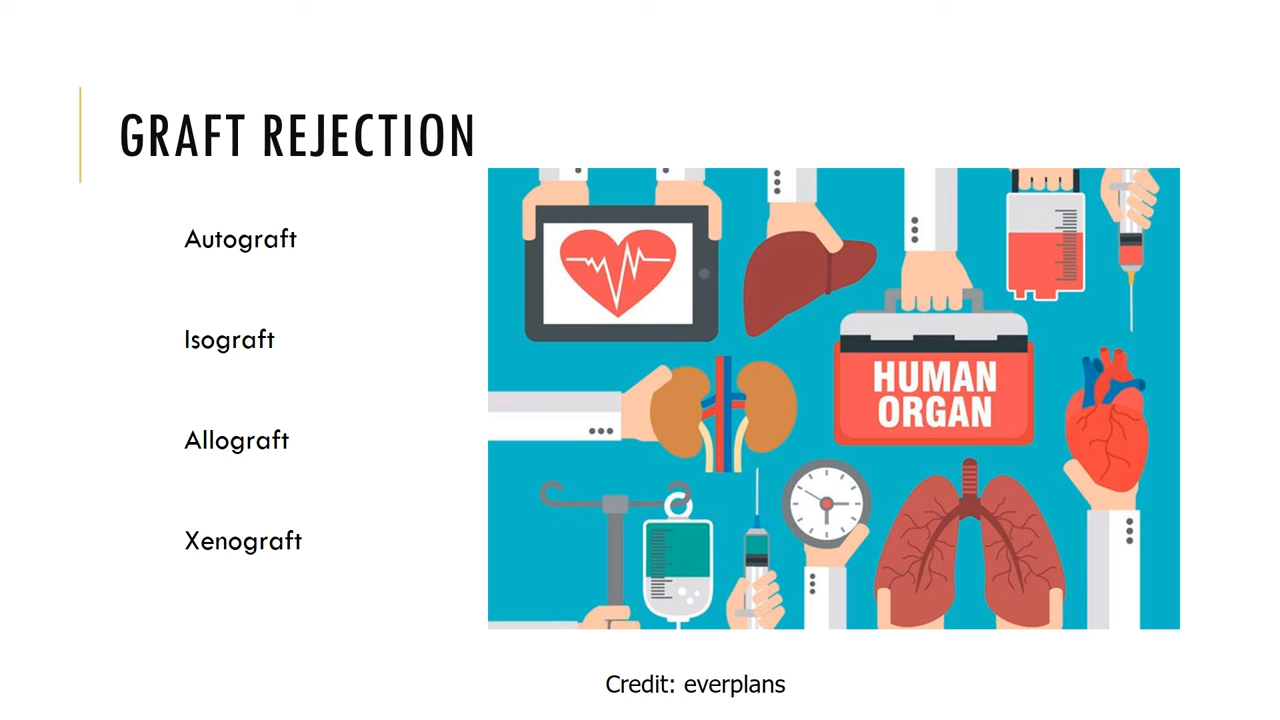 GRAFT REJECTION
Autograft
Isograft
Allograft
Xenograft
HUMAN
ORGAN
Credit: everplans